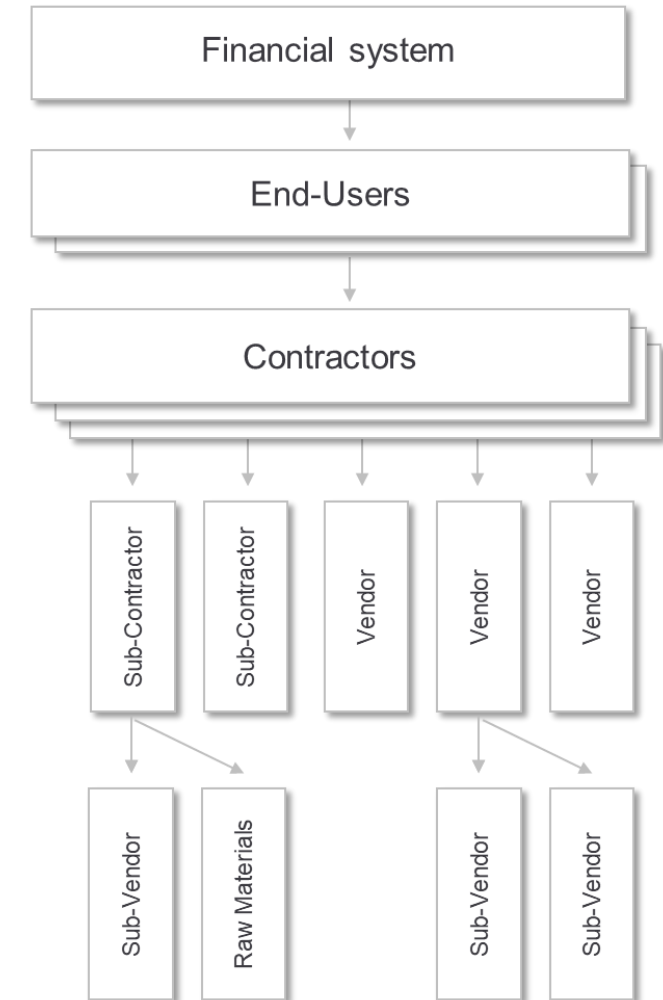 Financial system
End-Users
Contractors
Sub-Contractor
Sub-Contractor
Vendor
Vendor
Vendor
Sub-Vendor
Raw Materials
Sub-Vendor
Sub-Vendor